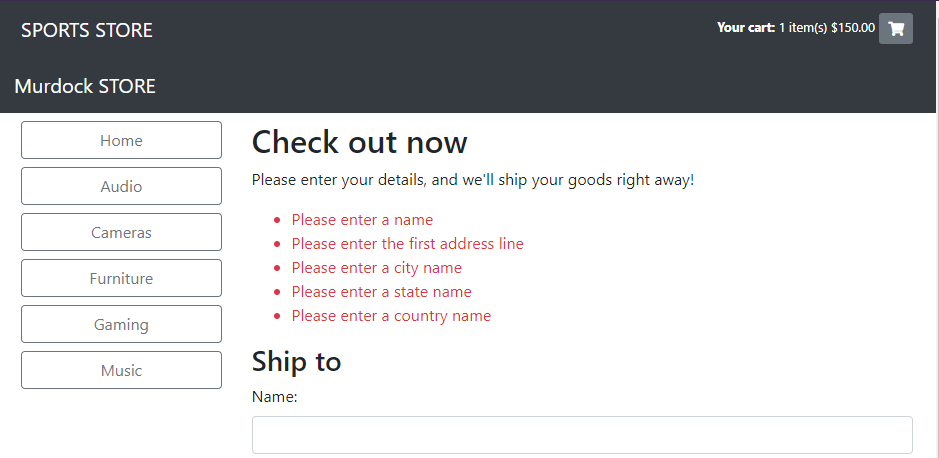 SPORTS STORE
Your cart: 1 item(s) $150.00
Murdock STORE
Home
Audio
Cameras
Furniture
Gaming
Music
Check out now
Please enter your details, and we'll ship your goods right away!
Please enter a name
Please enter the first address line
Please enter a city name
Please enter a state name
Please enter a country name
Ship to
Name: